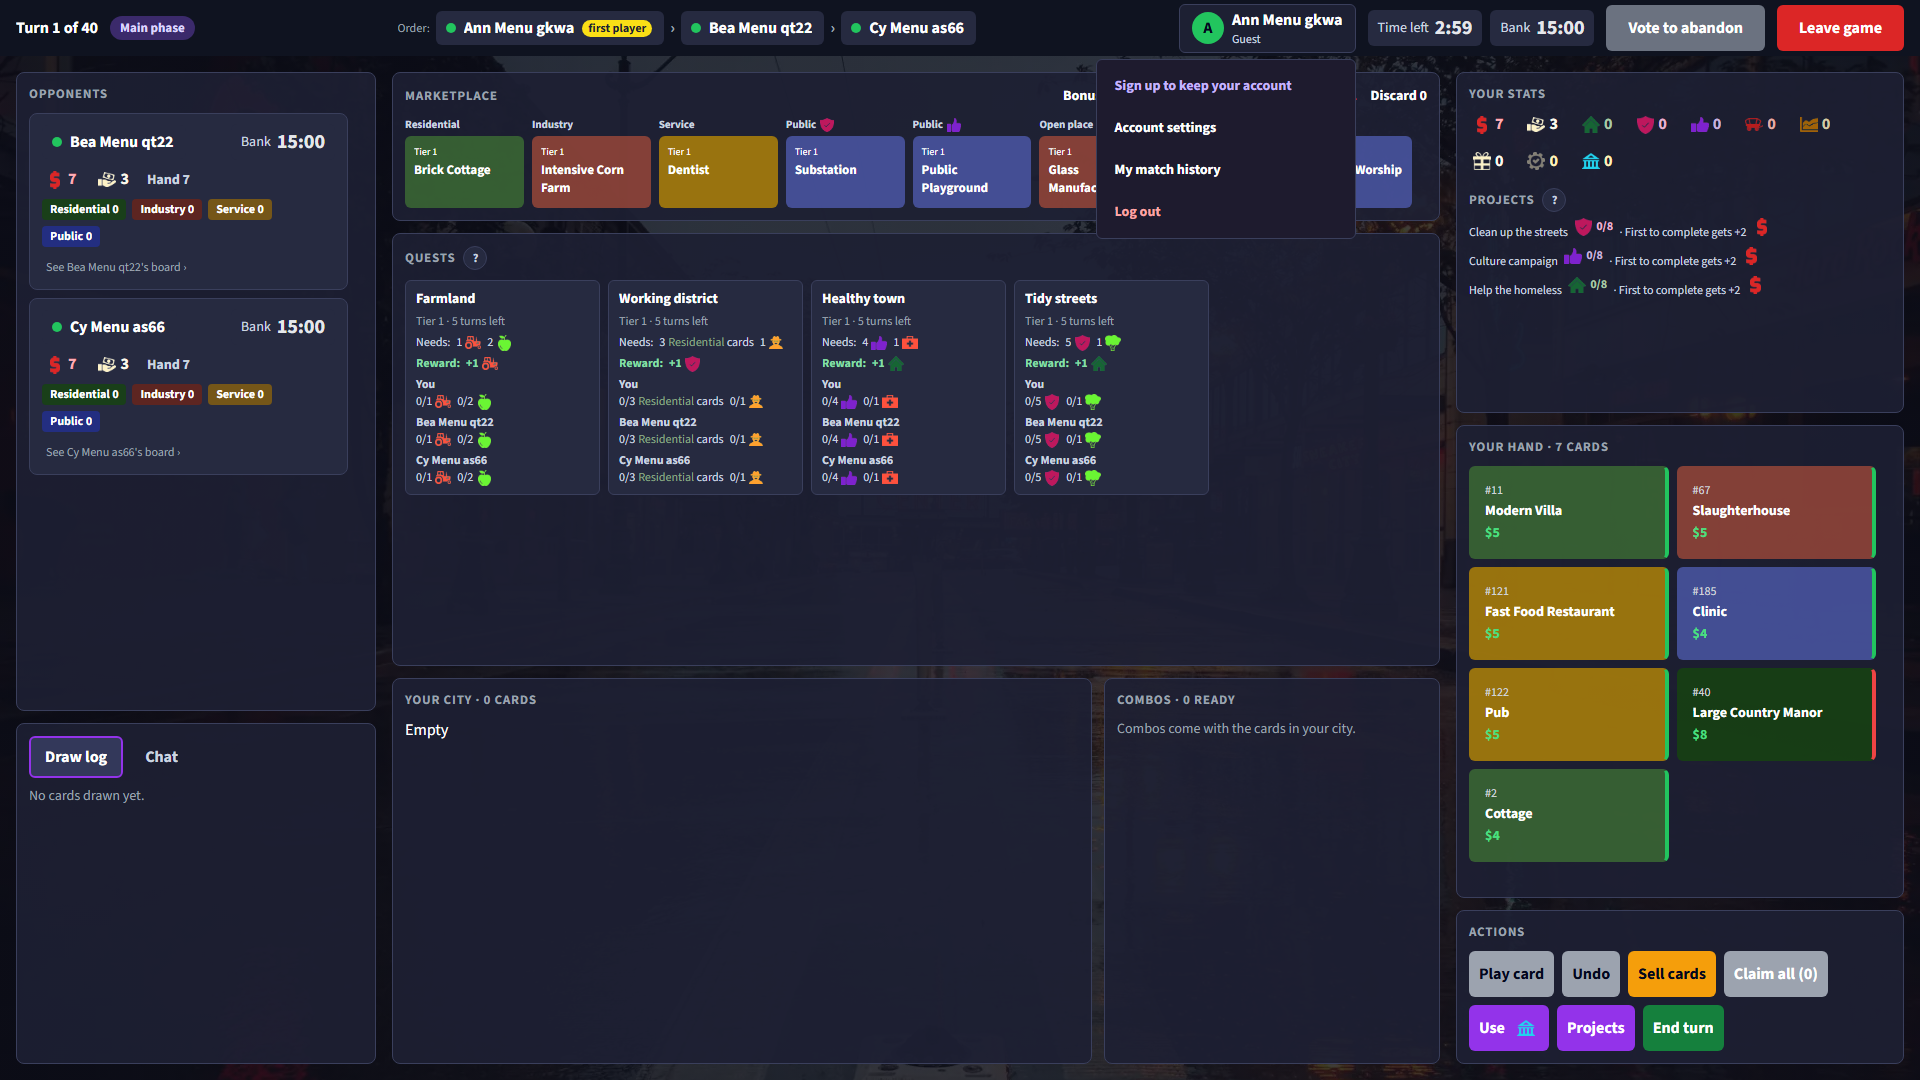 Turn 1 of 40 Main phase
Order: Ann Menu gkwa first player › Bea Menu qt22 › Cy Menu as66
A Ann Menu gkwa
Guest
Time left 2:59
Bank 15:00
Vote to abandon
Leave game
Sign up to keep your account
Account settings
My match history
Log out
OPPONENTS
Bea Menu qt22 Bank 15:00
$ 7 3 Hand 7
Residential 0 Industry 0 Service 0
Public 0
See Bea Menu qt22's board ›
Cy Menu as66 Bank 15:00
$ 7 3 Hand 7
Residential 0 Industry 0 Service 0
Public 0
See Cy Menu as66's board ›
Draw log Chat
No cards drawn yet.
MARKETPLACE Discard 0
Residential
Tier 1
Brick Cottage
Industry
Tier 1
Intensive Corn
Farm
Service
Tier 1
Dentist
Public
Tier 1
Substation
Public
Tier 1
Public
Playground
Open place
Tier 1
Glass
Worship
QUESTS ?
Farmland
Tier 1 · 5 turns left
Needs: 1 2
Reward: +1
You
0/1 0/2
Bea Menu qt22
0/1 0/2
Cy Menu as66
0/1 0/2
Working district
Tier 1 · 5 turns left
Needs: 3 Residential cards 1
Reward: +1
You
0/3 Residential cards 0/1
Bea Menu qt22
0/3 Residential cards 0/1
Cy Menu as66
0/3 Residential cards 0/1
Healthy town
Tier 1 · 5 turns left
Needs: 4 1
Reward: +1
You
0/4 0/1
Bea Menu qt22
0/4 0/1
Cy Menu as66
0/4 0/1
Tidy streets
Tier 1 · 5 turns left
Needs: 5 1
Reward: +1
You
0/5 0/1
Bea Menu qt22
0/5 0/1
Cy Menu as66
0/5 0/1
YOUR CITY · 0 CARDS
Empty
COMBOS · 0 READY
Combos come with the cards in your city.
YOUR STATS
$ 7 3 0 0 0 0 0
0 0 0
PROJECTS ?
Clean up the streets 0/8 · First to complete gets +2 $
Culture campaign 0/8 · First to complete gets +2 $
Help the homeless 0/8 · First to complete gets +2 $
YOUR HAND · 7 CARDS
#11
Modern Villa
$5
#67
Slaughterhouse
$5
#121
Fast Food Restaurant
$5
#185
Clinic
$4
#122
Pub
$5
#40
Large Country Manor
$8
#2
Cottage
$4
ACTIONS
Play card Undo Sell cards Claim all (0)
Use Projects End turn